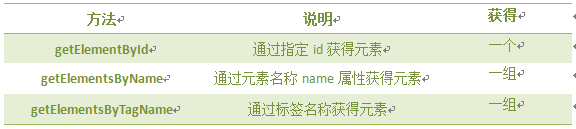 方法 说明 获得
getElementById 通过指定 id 获得元素 一个
getElementsByName 通过元素名称 name 属性获得元素 一组
getElementsByTagName 通过标签名称获得元素 一组